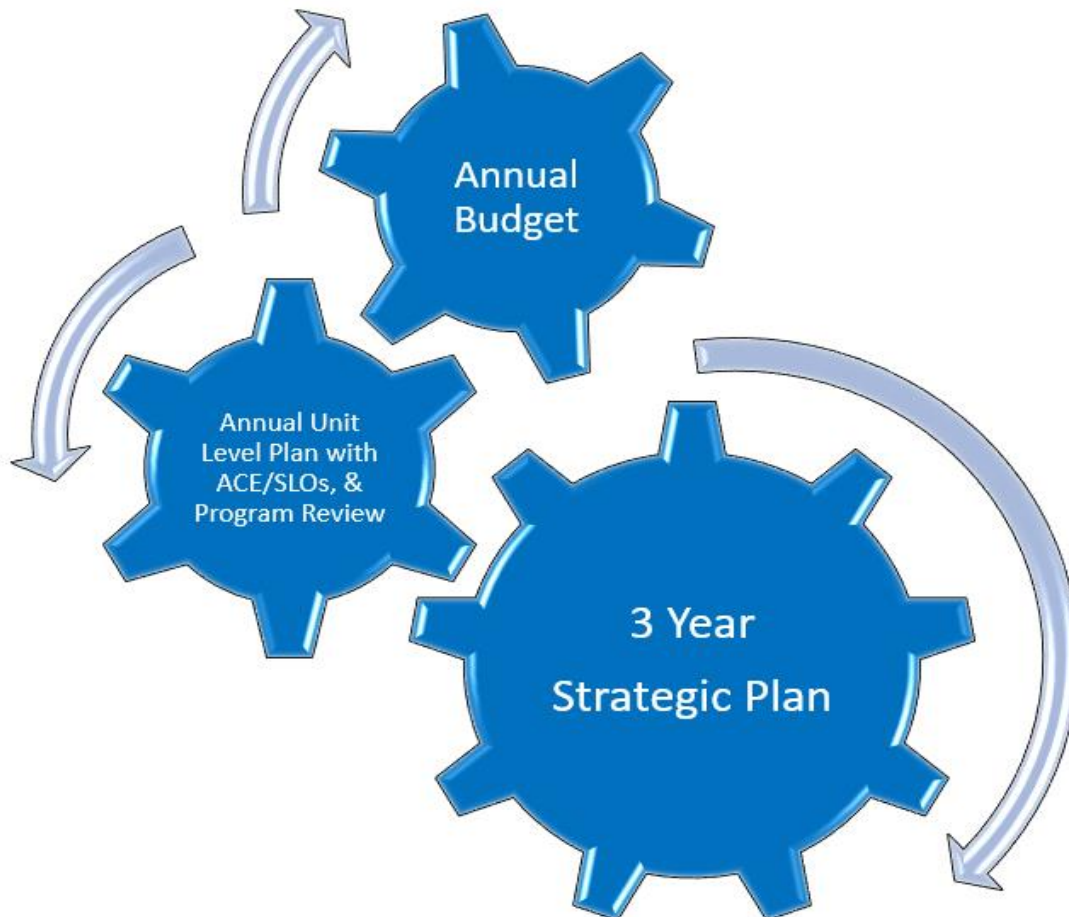 Annual
Budget
Annual Unit
Level Plan with
ACE/SLOs, &
Program Review
3 Year
Strategic Plan